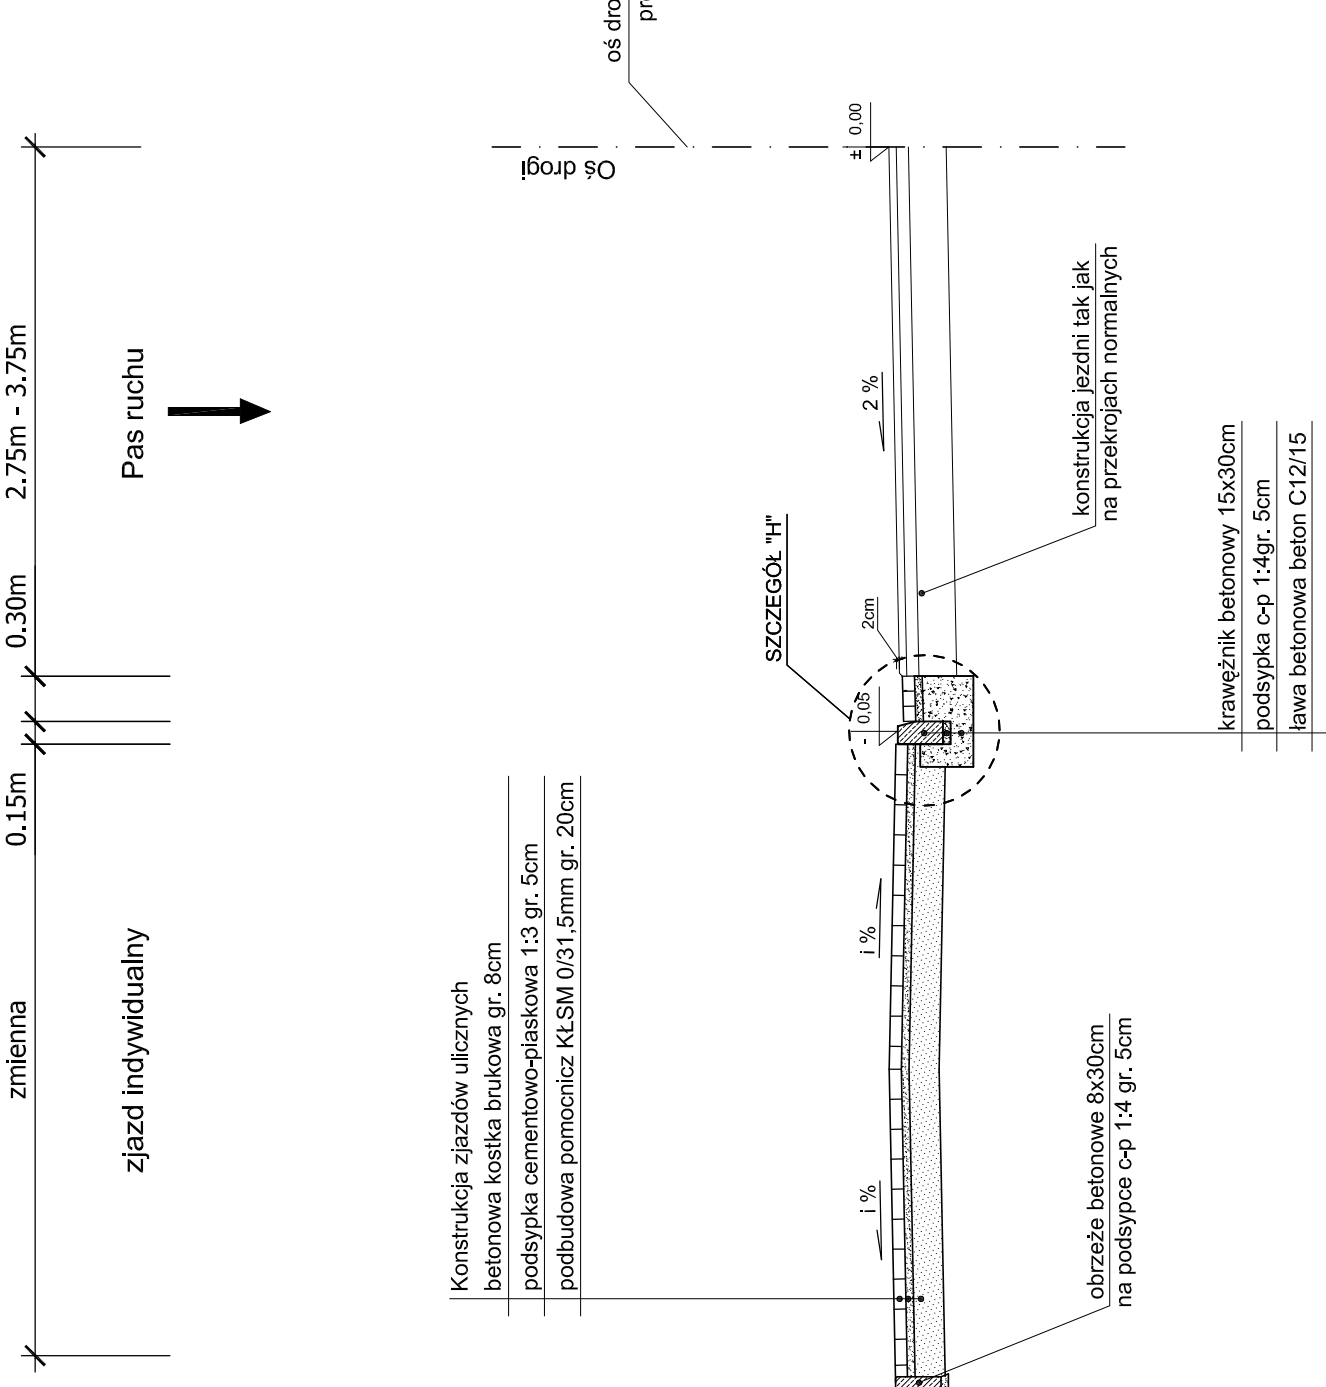 zmienna
0.15m
0.30m
2.75m - 3.75m
zjazd indywidualny
Pas ruchu
Oś drogi
oś dro
Konstrukcja zjazdów ulicznych
betonowa kostka brukowa gr. 8cm
podsypka cementowo-piaskowa 1:3 gr. 5cm
podbudowa pomocnicz KŁSM 0/31,5mm gr. 20cm
SZCZEGÓŁ "H"
i %
i %
- 0,05
2cm
2 %
± 0,00
konstrukcja jezdni tak jak
na przekrojach normalnych
obrzeże betonowe 8x30cm
na podsypce c-p 1:4 gr. 5cm
krawężnik betonowy 15x30cm
podsypka c-p 1:4gr. 5cm
ława betonowa beton C12/15